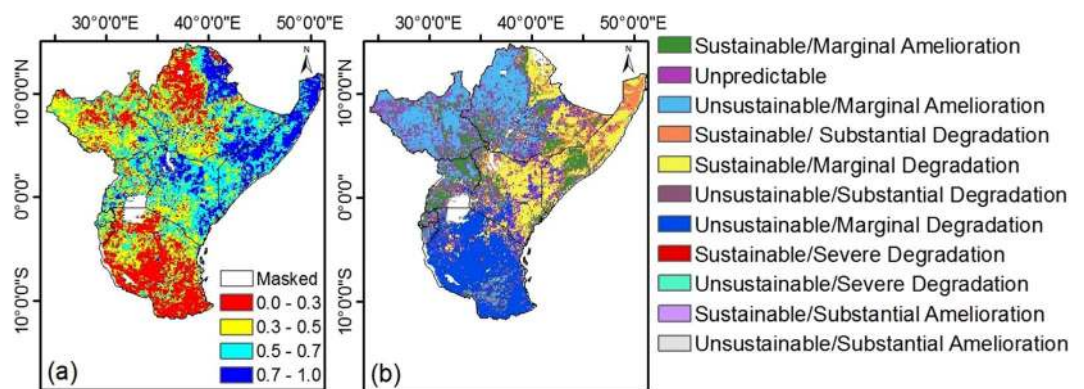 30°0'0"E 40°0'0"E 50°0'0"E
30°0'0"E 40°0'0"E 50°0'0"E
N
N
10°0'0"N
0°0'0"
10°0'0"S
Masked
0.0 - 0.3
0.3 - 0.5
0.5 - 0.7
0.7 - 1.0
(a)
10°0'0"N
0°0'0"
10°0'0"S
(b)
Sustainable/Marginal Amelioration
Unpredictable
Unsustainable/Marginal Amelioration
Sustainable/ Substantial Degradation
Sustainable/Marginal Degradation
Unsustainable/Substantial Degradation
Unsustainable/Marginal Degradation
Sustainable/Severe Degradation
Unsustainable/Severe Degradation
Sustainable/Substantial Amelioration
Unsustainable/Substantial Amelioration